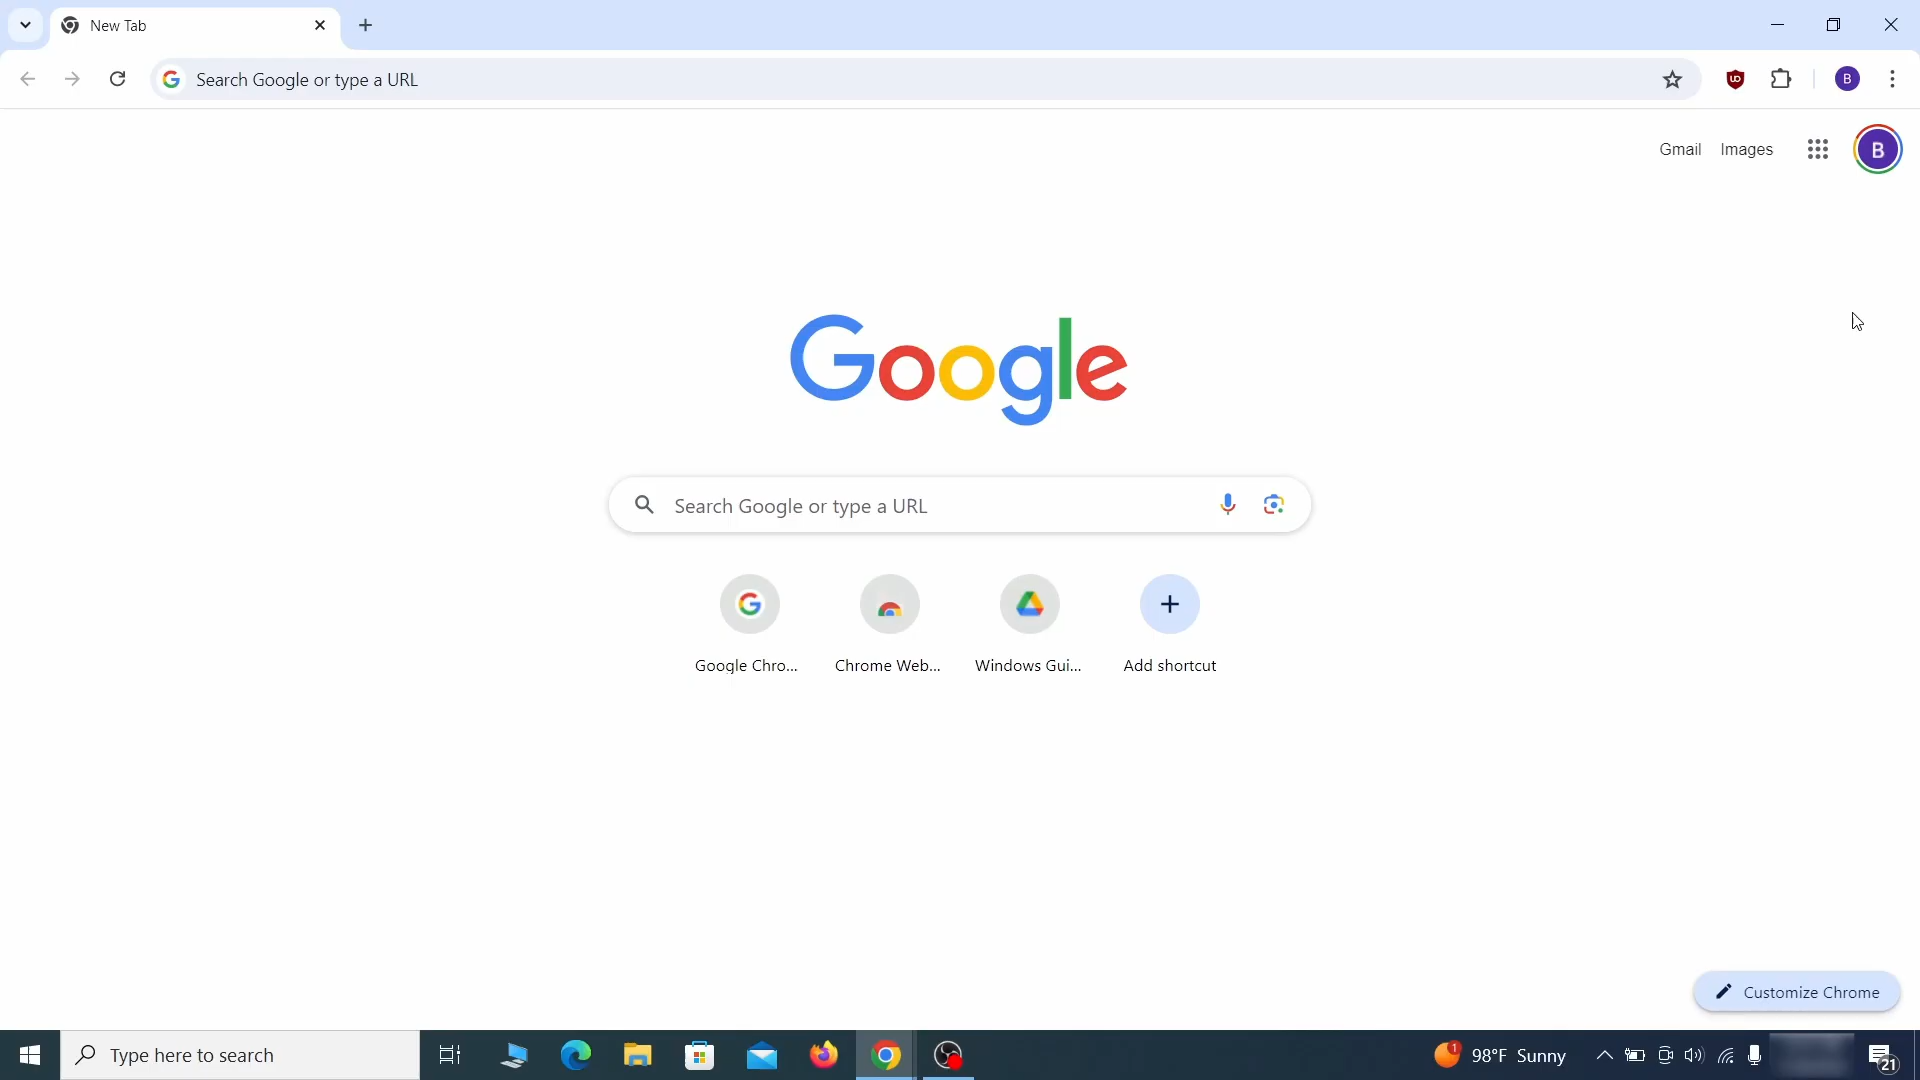 New Tab
Search Google or type a URL
B
Gmail
Images
B
Google
Search Google or type a URL
Google Chro...
Chrome Web...
Windows Gui...
Add shortcut
Customize Chrome
Type here to search
1
98°F Sunny
21